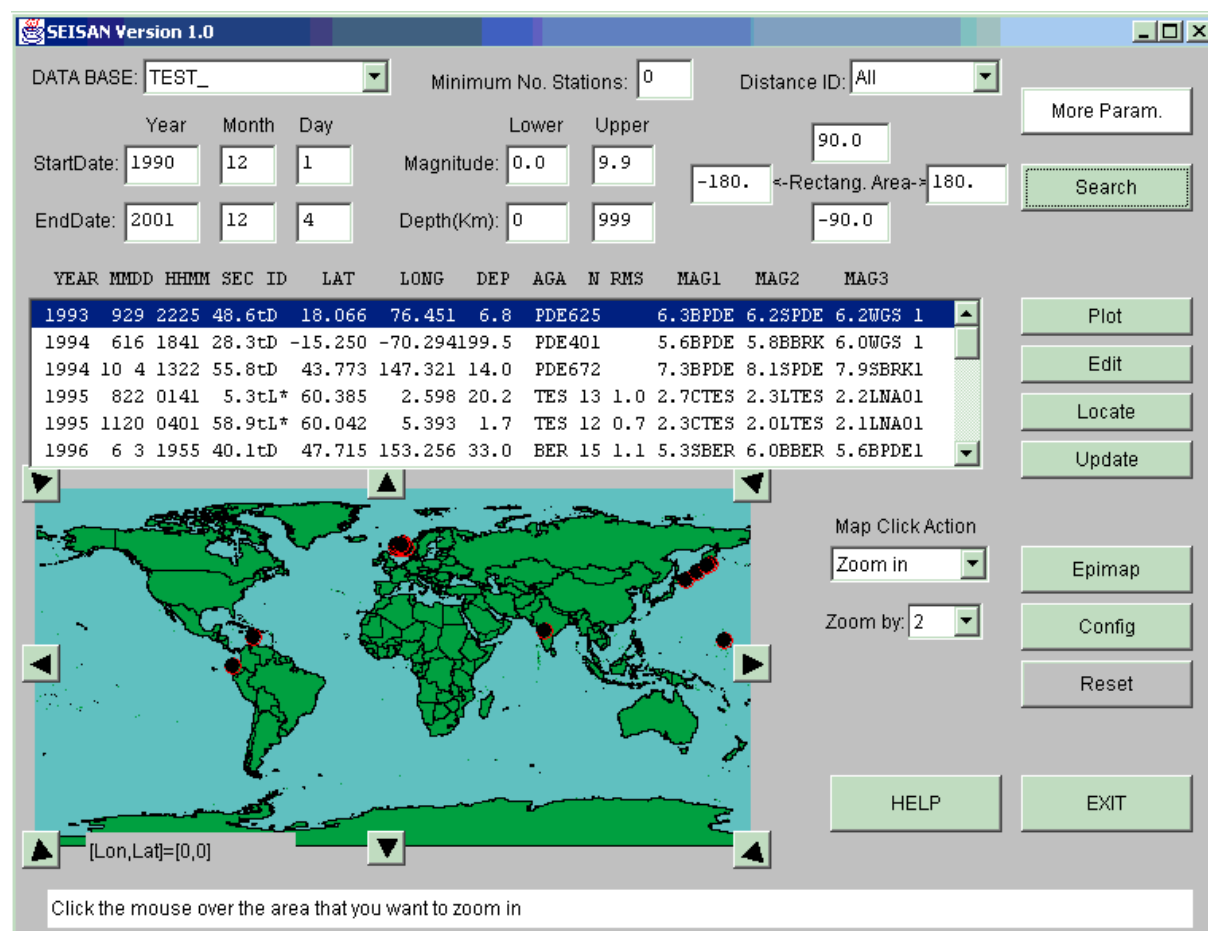 SEISAN Version 1.0
DATA BASE: TEST_ Minimum No. Stations: 0 Distance ID: All
More Param.
Year Month Day Lower Upper
90.0
StartDate: 1990 12 1 Magnitude: 0.0 9.9
-180. <-Rectang. Area-> 180.
Search
EndDate: 2001 12 4 Depth(Km): 0 999 -90.0
YEAR MMDD HHMM SEC ID LAT LONG DEP AGA N RMS MAG1 MAG2 MAG3
1993 929 2225 48.6tD 18.066 76.451 6.8 PDE625 6.3BPDE 6.2SPDE 6.2WGS 1
1994 616 1841 28.3tD -15.250 -70.294199.5 PDE401 5.6BPDE 5.8BBRK 6.0WGS 1
1994 10 4 1322 55.8tD 43.773 147.321 14.0 PDE672 7.3BPDE 8.1SPDE 7.9SBRK1
1995 822 0141 5.3tL* 60.385 2.598 20.2 TES 13 1.0 2.7CTES 2.3LTES 2.2LNAO1
1995 1120 0401 58.9tL* 60.042 5.393 1.7 TES 12 0.7 2.3CTES 2.0LTES 2.1LNAO1
1996 6 3 1955 40.1tD 47.715 153.256 33.0 BER 15 1.1 5.3SBER 6.0BBER 5.6BPDE1
Plot
Edit
Locate
Update
Map Click Action
Zoom in
Zoom by: 2
Epimap
Config
Reset
HELP
EXIT
[Lon,Lat]=[0,0]
Click the mouse over the area that you want to zoom in